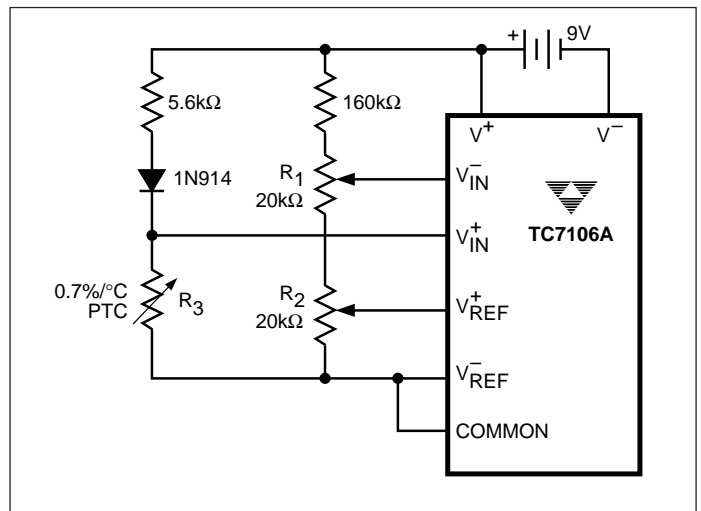 + 9V
5.6kΩ
160kΩ
V+
V–
1N914
R1
20kΩ
V–IN
V+IN
TC7106A
0.7%/°C
PTC
R3
R2
20kΩ
V+REF
V–REF
COMMON